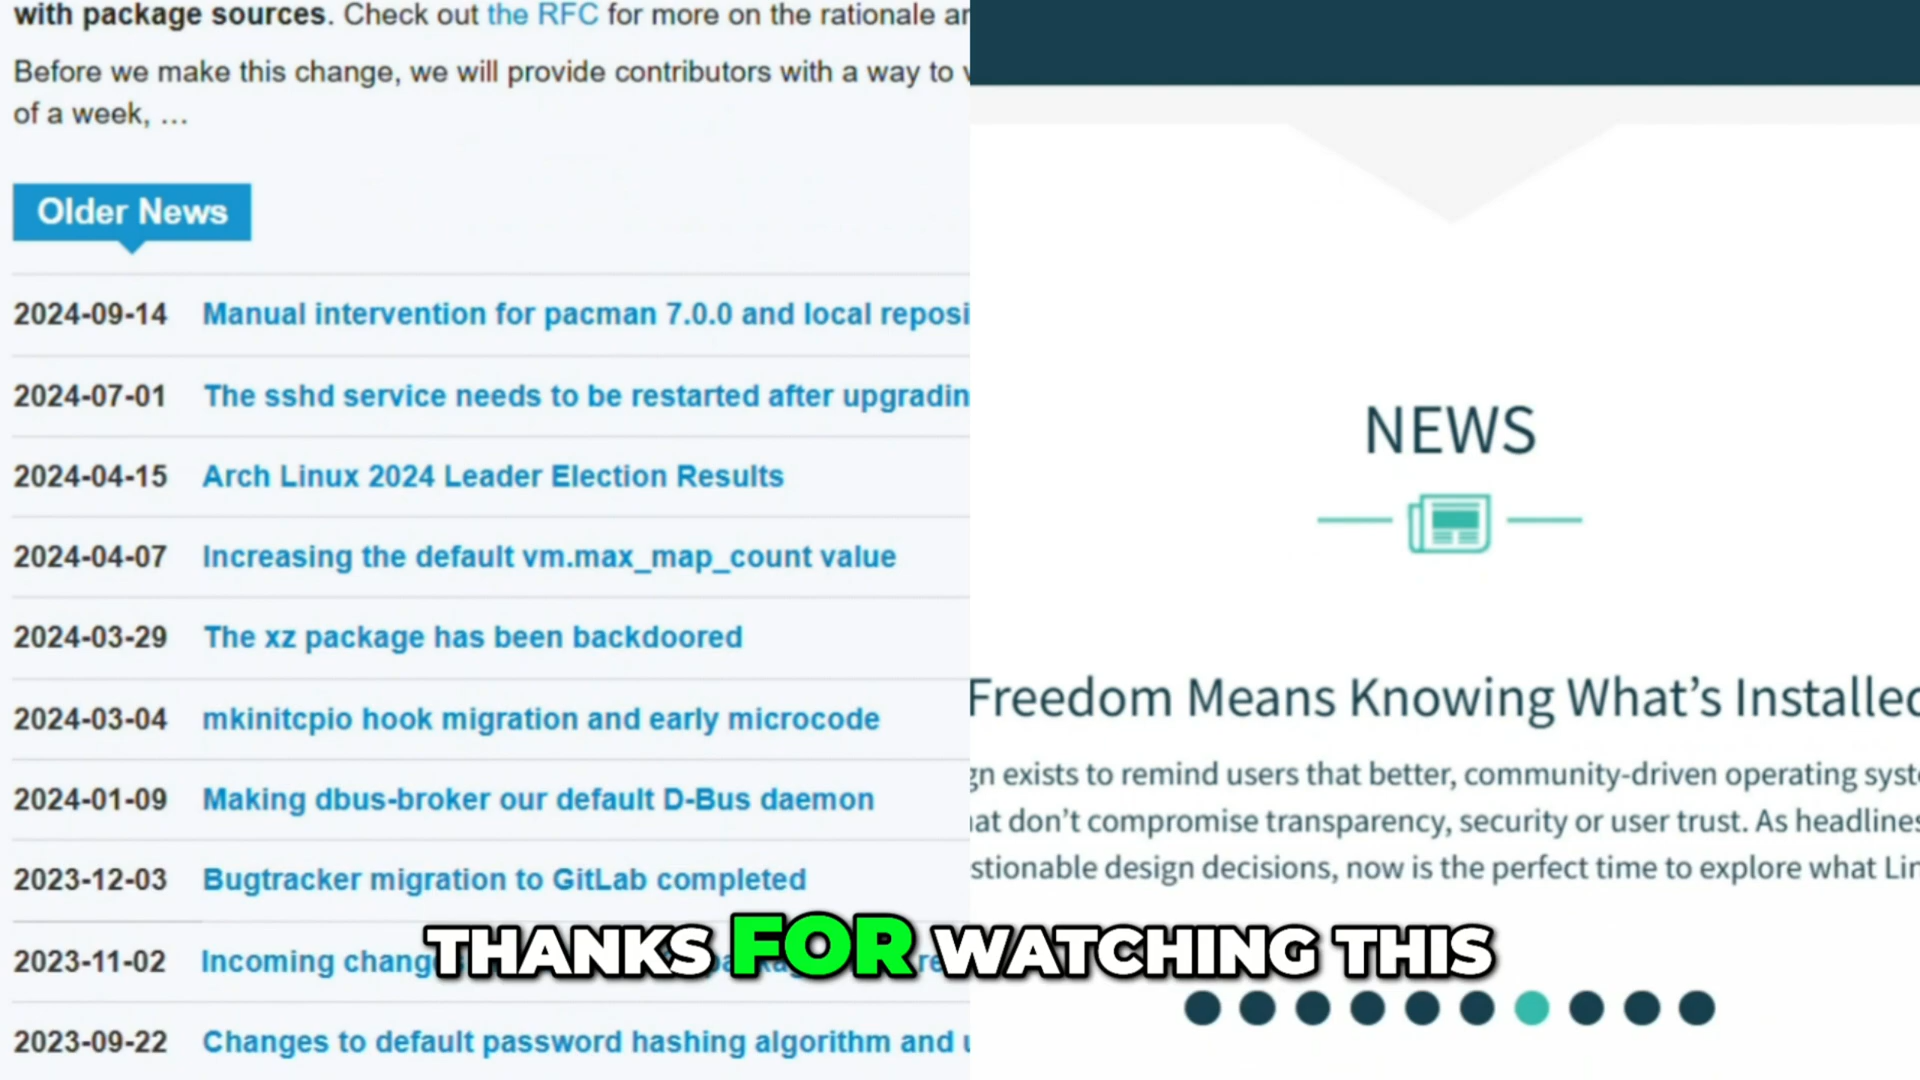 with package sources. Check out the RFC for more on the rationale
Before we make this change, we will provide contributors with a way to
of a week, ...
Older News
2024-09-14 Manual intervention for pacman 7.0.0 and local reposi
2024-07-01 The sshd service needs to be restarted after upgradin
2024-04-15 Arch Linux 2024 Leader Election Results
2024-04-07 Increasing the default vm.max_map_count value
2024-03-29 The xz package has been backdoored
2024-03-04 mkinitcpio hook migration and early microcode
2024-01-09 Making dbus-broker our default D-Bus daemon
2023-12-03 Bugtracker migration to GitLab completed
2023-11-02 Incoming
2023-09-22 Changes to default password hashing algorithm and
NEWS
Freedom Means Knowing What's Installed
gn exists to remind users that better, community-driven operating syst
at don't compromise transparency, security or user trust. As headlines
stionable design decisions, now is the perfect time to explore what Lin
THANKS FOR WATCHING THIS